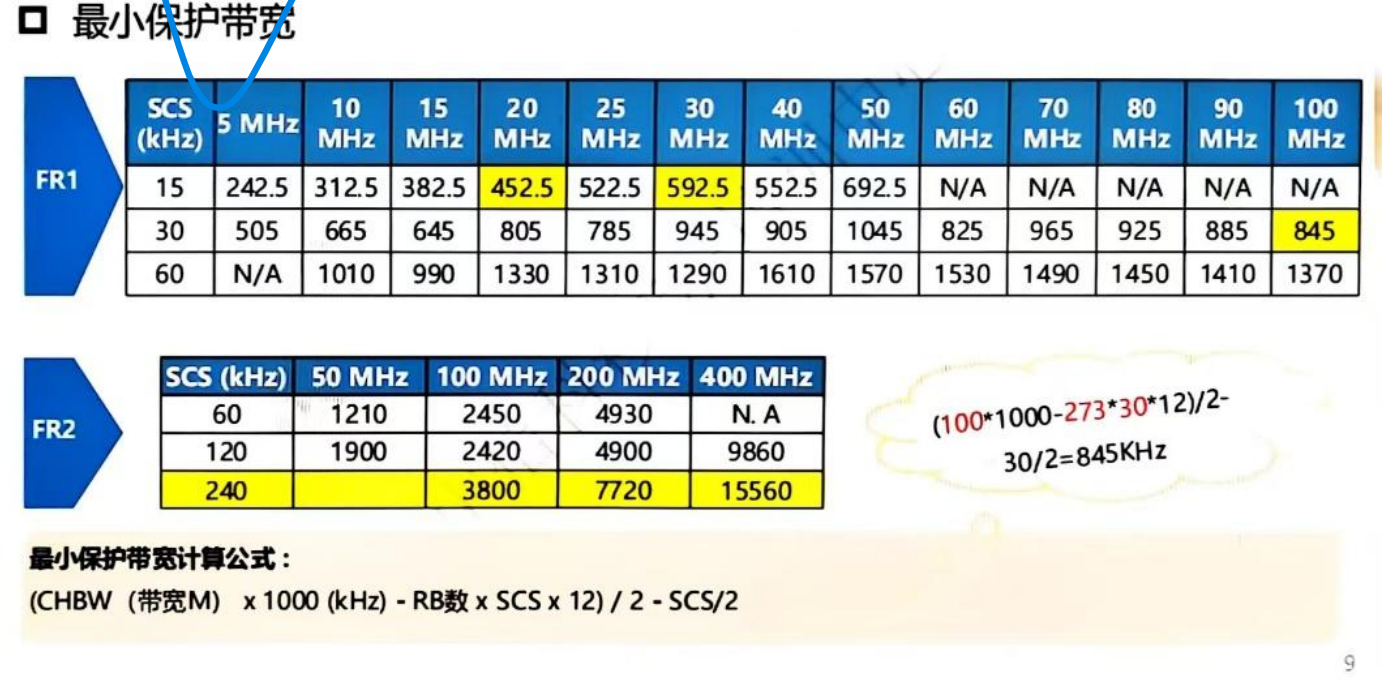 最小保护带宽
SCS (kHz) 5 MHz 10 MHz 15 MHz 20 MHz 25 MHz 30 MHz 40 MHz 50 MHz 60 MHz 70 MHz 80 MHz 90 MHz 100 MHz
FR1
15 242.5 312.5 382.5 452.5 522.5 592.5 552.5 692.5 N/A N/A N/A N/A N/A
30 505 665 645 805 785 945 905 1045 825 965 925 885 845
60 N/A 1010 990 1330 1310 1290 1610 1570 1530 1490 1450 1410 1370
SCS (kHz) 50 MHz 100 MHz 200 MHz 400 MHz
FR2
60 1210 2450 4930 N. A
120 1900 2420 4900 9860
240 3800 7720 15560
(100*1000-273*30*12)/2-
30/2=845KHz
最小保护带宽计算公式：
(CHBW（带宽M） x 1000 (kHz) - RB数 x SCS x 12) / 2 - SCS/2
9